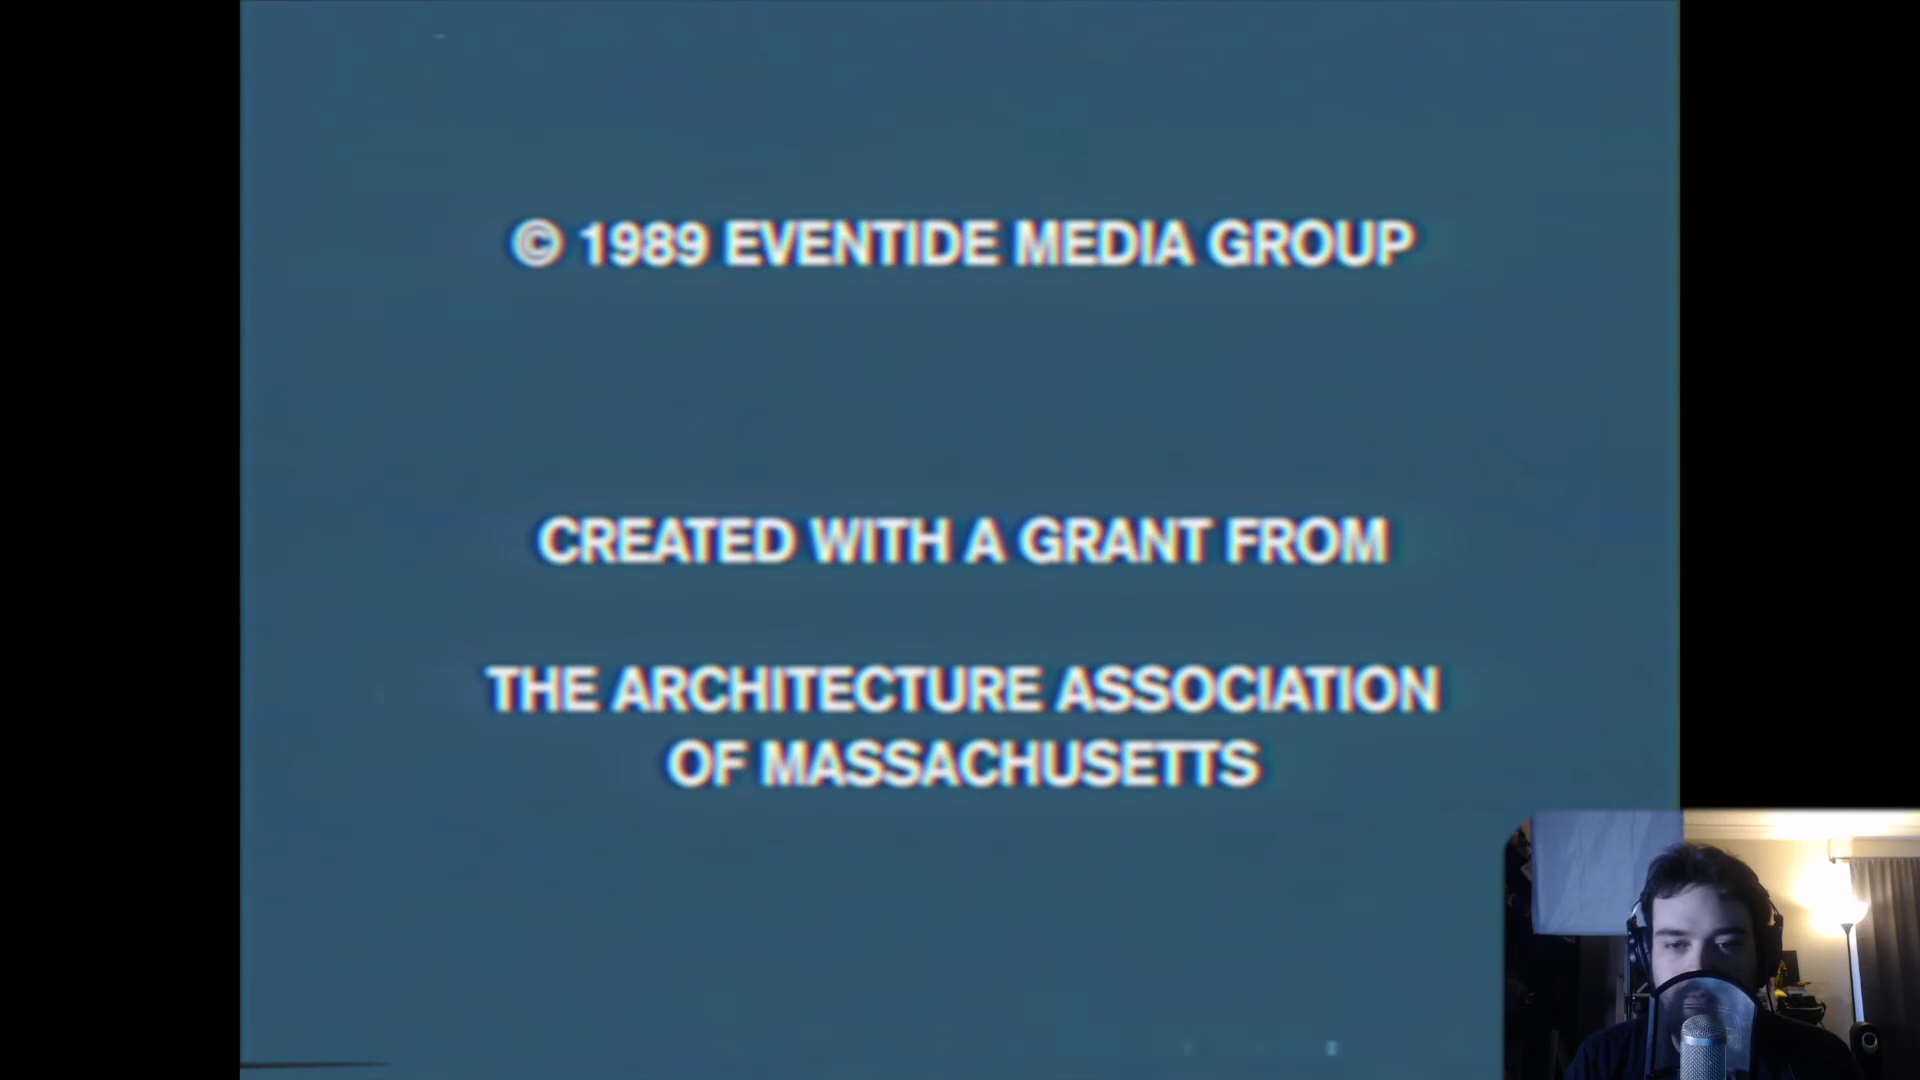 © 1989 EVENTIDE MEDIA GROUP
CREATED WITH A GRANT FROM
THE ARCHITECTURE ASSOCIATION
OF MASSACHUSETTS